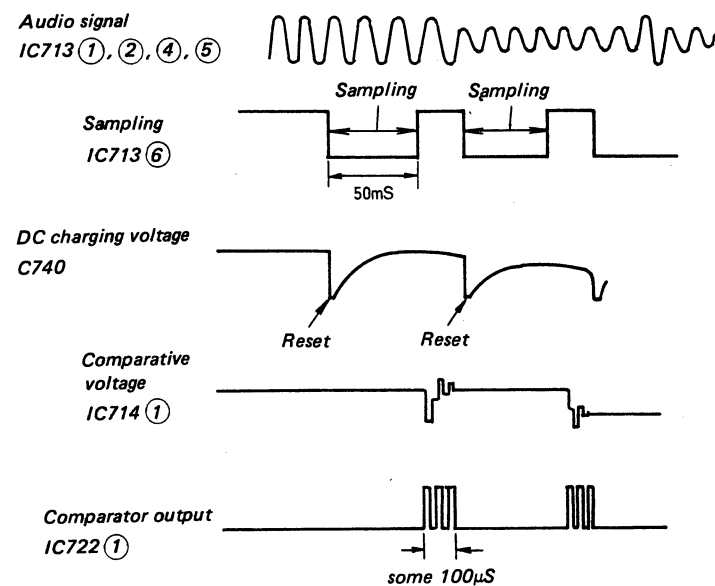 Audio signal
IC713 ①, ②, ④, ⑤
Sampling
Sampling
Sampling
IC713 ⑥
50mS
DC charging voltage
C740
Reset
Reset
Comparative
voltage
IC714 ①
Comparator output
IC722 ①
some 100μS